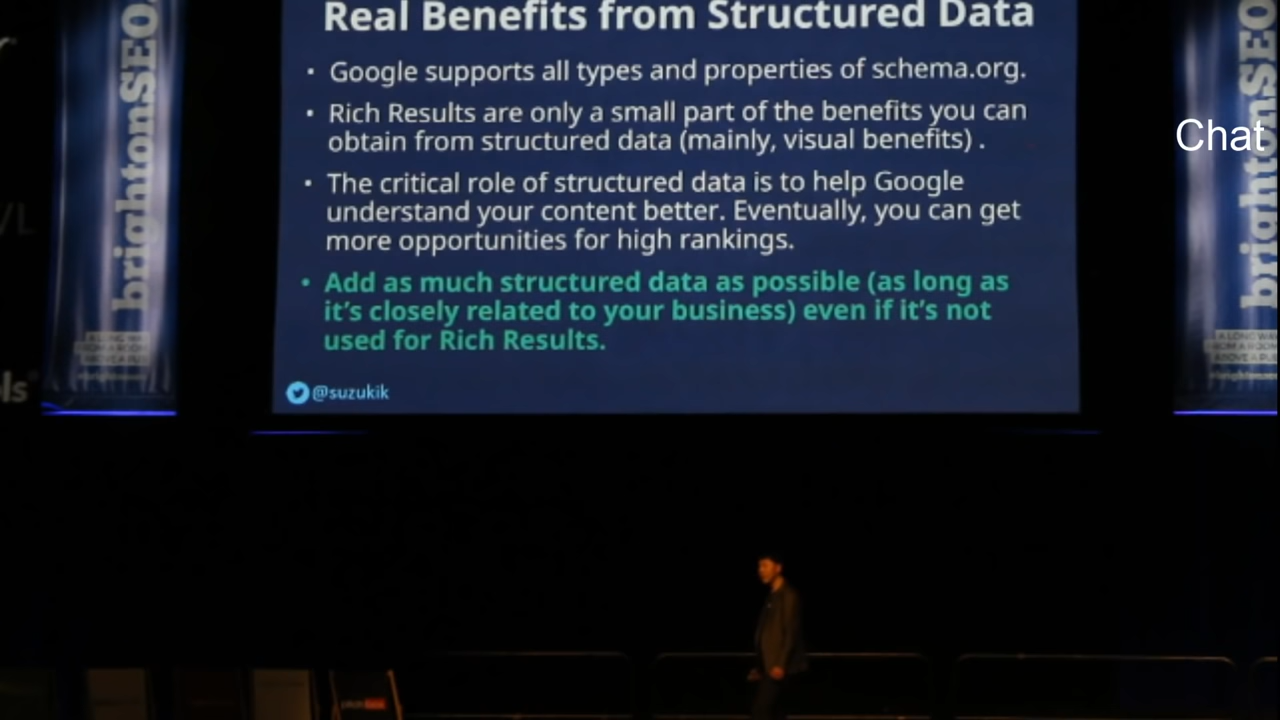 Real Benefits from Structured Data
· Google supports all types and properties of schema.org.
· Rich Results are only a small part of the benefits you can
obtain from structured data (mainly, visual benefits) .
· The critical role of structured data is to help Google
understand your content better. Eventually, you can get
more opportunities for high rankings.
• Add as much structured data as possible (as long as
it’s closely related to your business) even if it’s not
used for Rich Results.
@suzukik
brightonSEO
brightonSEO
Chat
ls